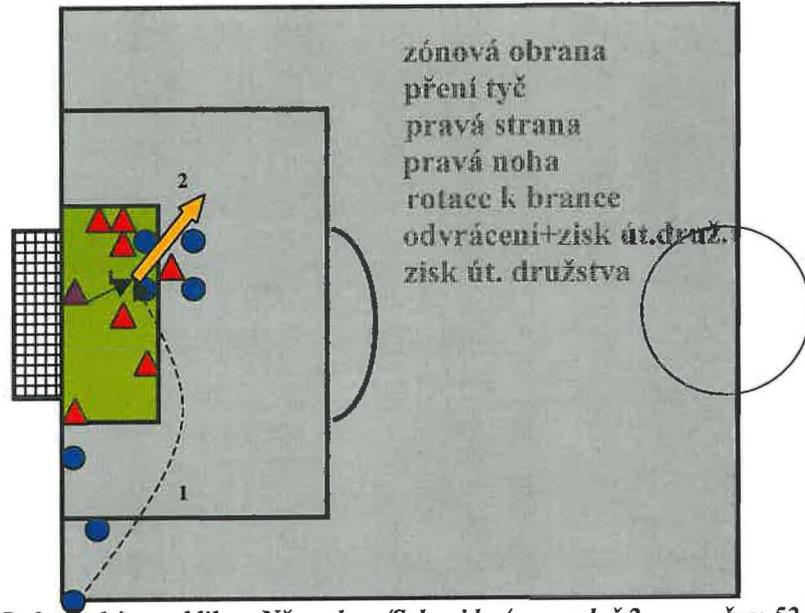 zónová obrana
pření tyč
pravá strana
pravá noha
rotace k brance
odvrácení+zisk út.druž.
zisk út. družstva
2
1